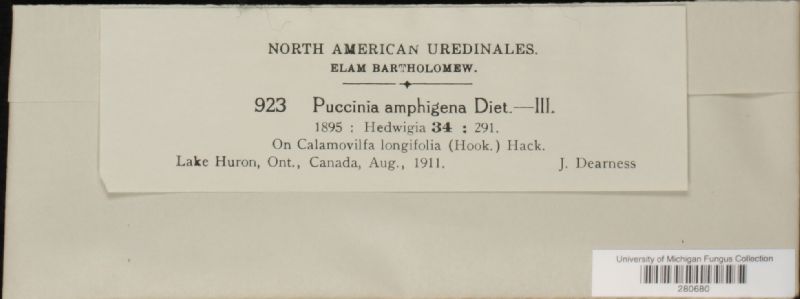 NORTH AMERICAN UREDINALES.
ELAM BARTHOLOMEW.
923 Puccinia amphigena Diet.—III.
1895 : Hedwigia 34 : 291.
On Calamovilfa longifolia (Hook.) Hack.
Lake Huron, Ont., Canada, Aug., 1911. J. Dearness
University of Michigan Fungus Collection
280680